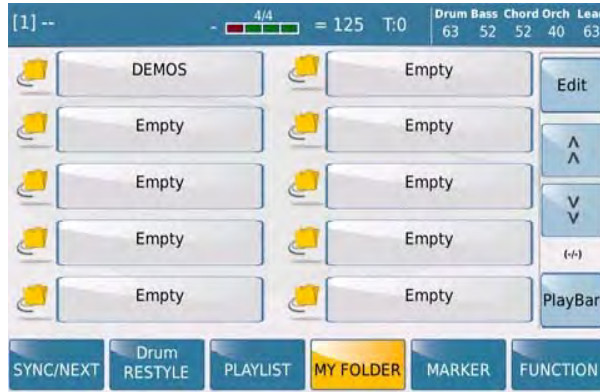 [1] -- - 4/4 = 125 T:0 Drum Bass Chord Orch Lead
63 52 52 40 63
DEMOS Empty Edit
Empty Empty
Empty Empty
Empty Empty
(-/-)
Empty Empty PlayBar
SYNC/NEXT Drum RESTYLE PLAYLIST MY FOLDER MARKER FUNCTION